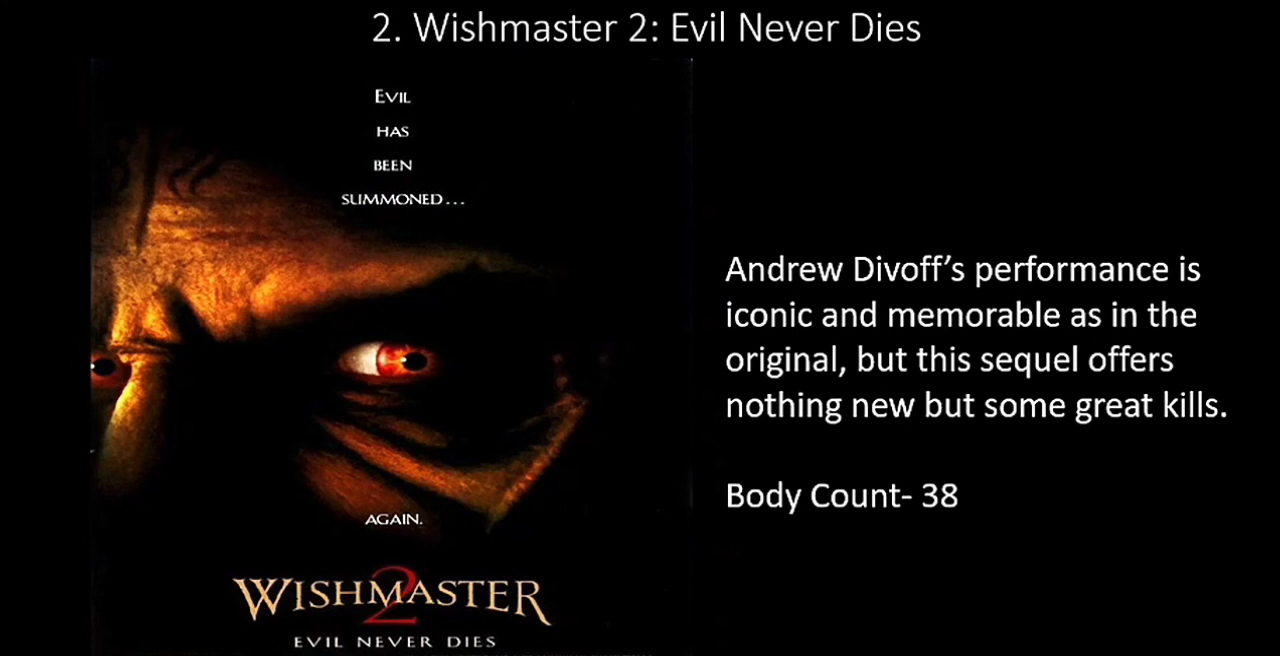 2. Wishmaster 2: Evil Never Dies
EVIL
HAS
BEEN
SUMMONED...
AGAIN.
WISHMASTER
2
EVIL NEVER DIES
Andrew Divoff’s performance is
iconic and memorable as in the
original, but this sequel offers
nothing new but some great kills.
Body Count- 38